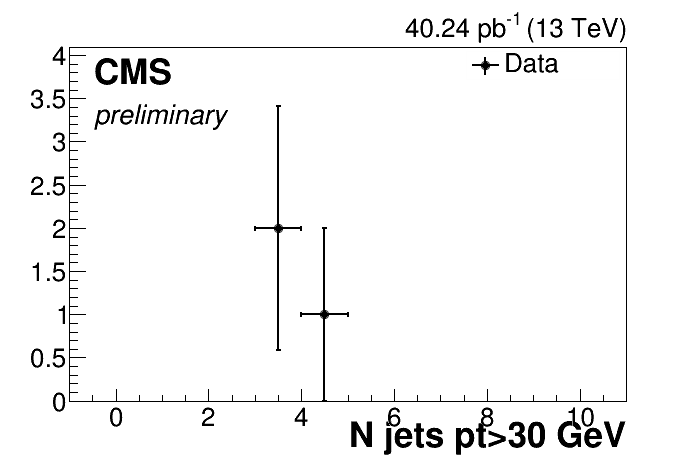 40.24 pb-1 (13 TeV)
CMS
preliminary
Data
4
3.5
3
2.5
2
1.5
1
0.5
0
0 2 4 6 8 10
N jets pt>30 GeV